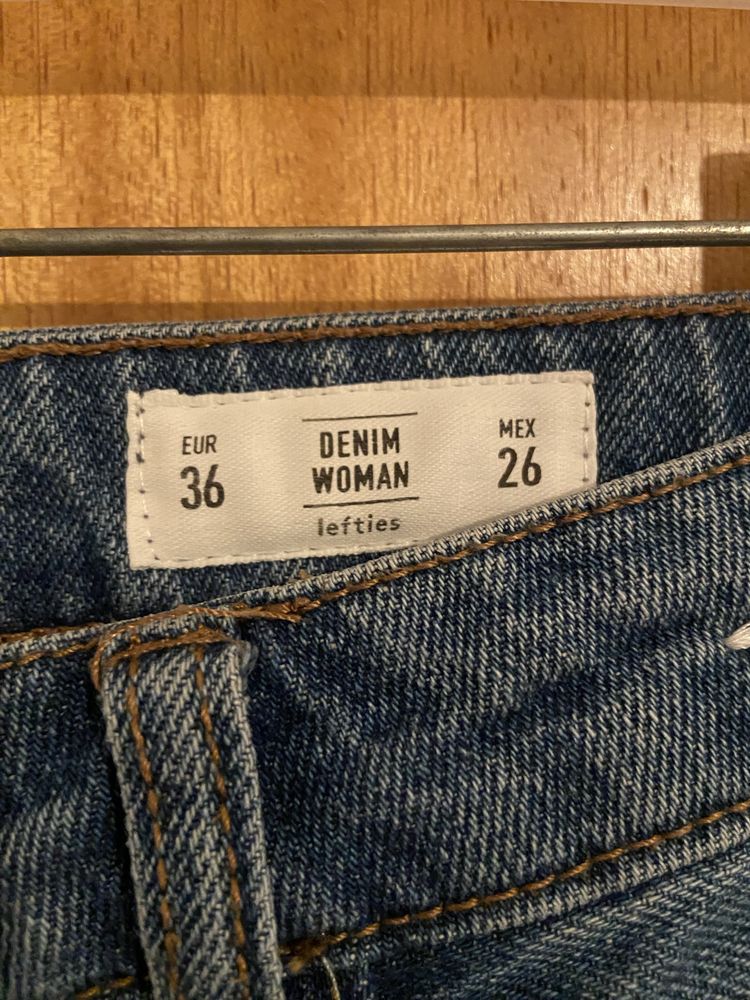 EUR
36
DENIM
WOMAN
lefties
MEX
26